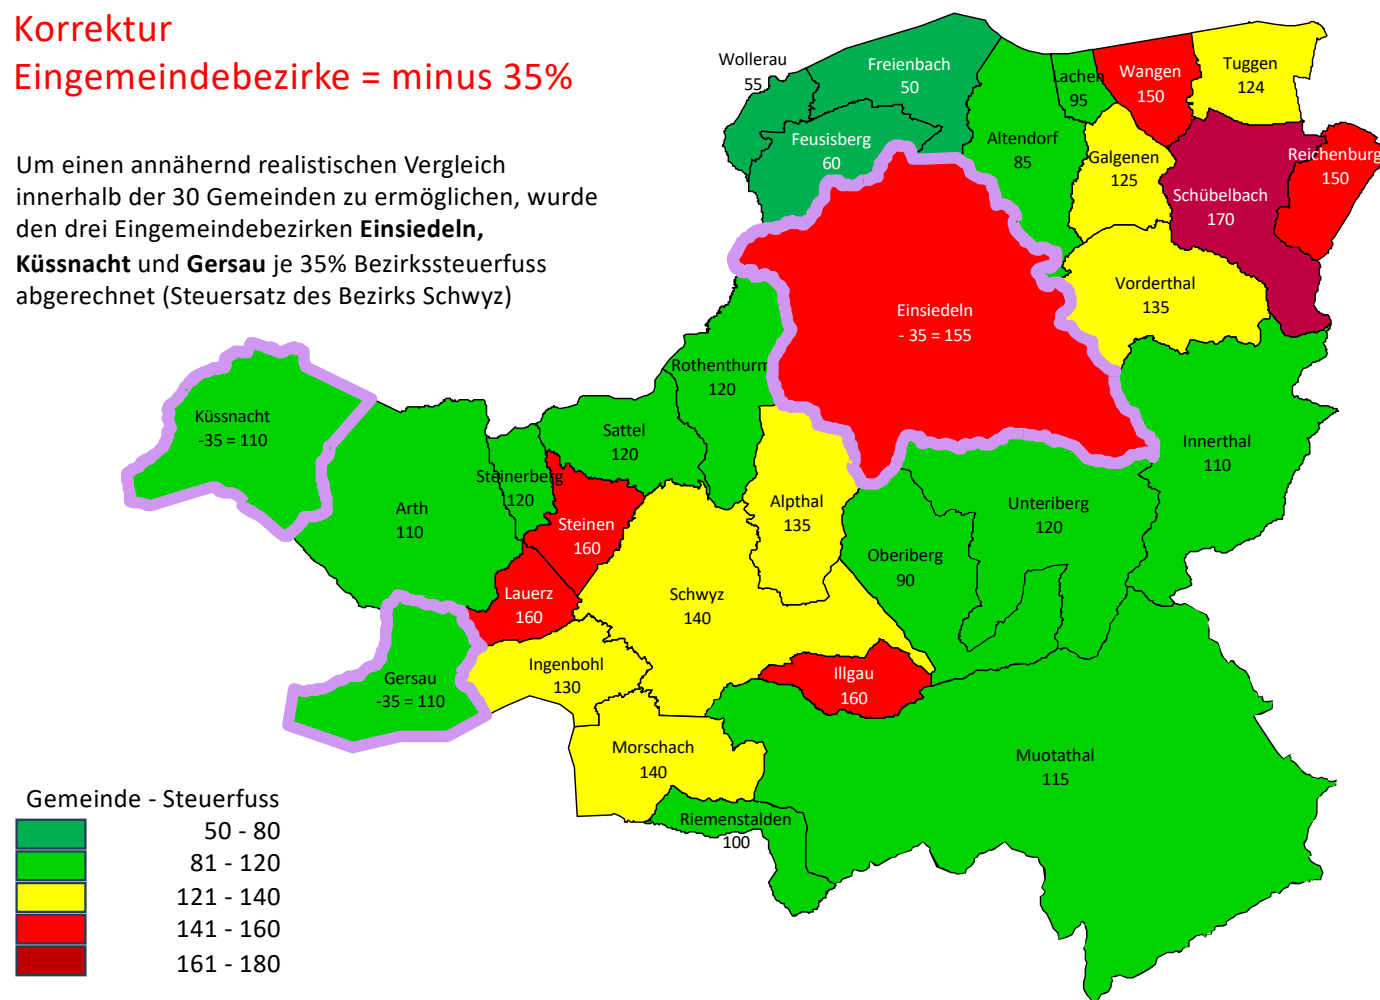 Korrektur
Eingemeindebezirke = minus 35%
Um einen annähernd realistischen Vergleich
innerhalb der 30 Gemeinden zu ermöglichen, wurde
den drei Eingemeindebezirken Einsiedeln,
Küssnacht und Gersau je 35% Bezirkssteuerfuss
abgerechnet (Steuersatz des Bezirks Schwyz)
Wollerau
55
Freienbach
50
Feusisberg
60
Altendorf
85
Lachen
95
Wangen
150
Tuggen
124
Galgenen
125
Schübelbach
170
Reichenburg
150
Vorderthal
135
Einsiedeln
- 35 = 155
Innerthal
110
Rothenthurm
120
Küssnacht
-35 = 110
Arth
110
Steinerberg
120
Sattel
120
Steinen
160
Lauerz
160
Alpthal
135
Schwyz
140
Oberiberg
90
Unteriberg
120
Gersau
-35 = 110
Ingenbohl
130
Illgau
160
Morschach
140
Muotathal
115
Riemenstalden
100
Gemeinde - Steuerfuss
50 - 80
81 - 120
121 - 140
141 - 160
161 - 180